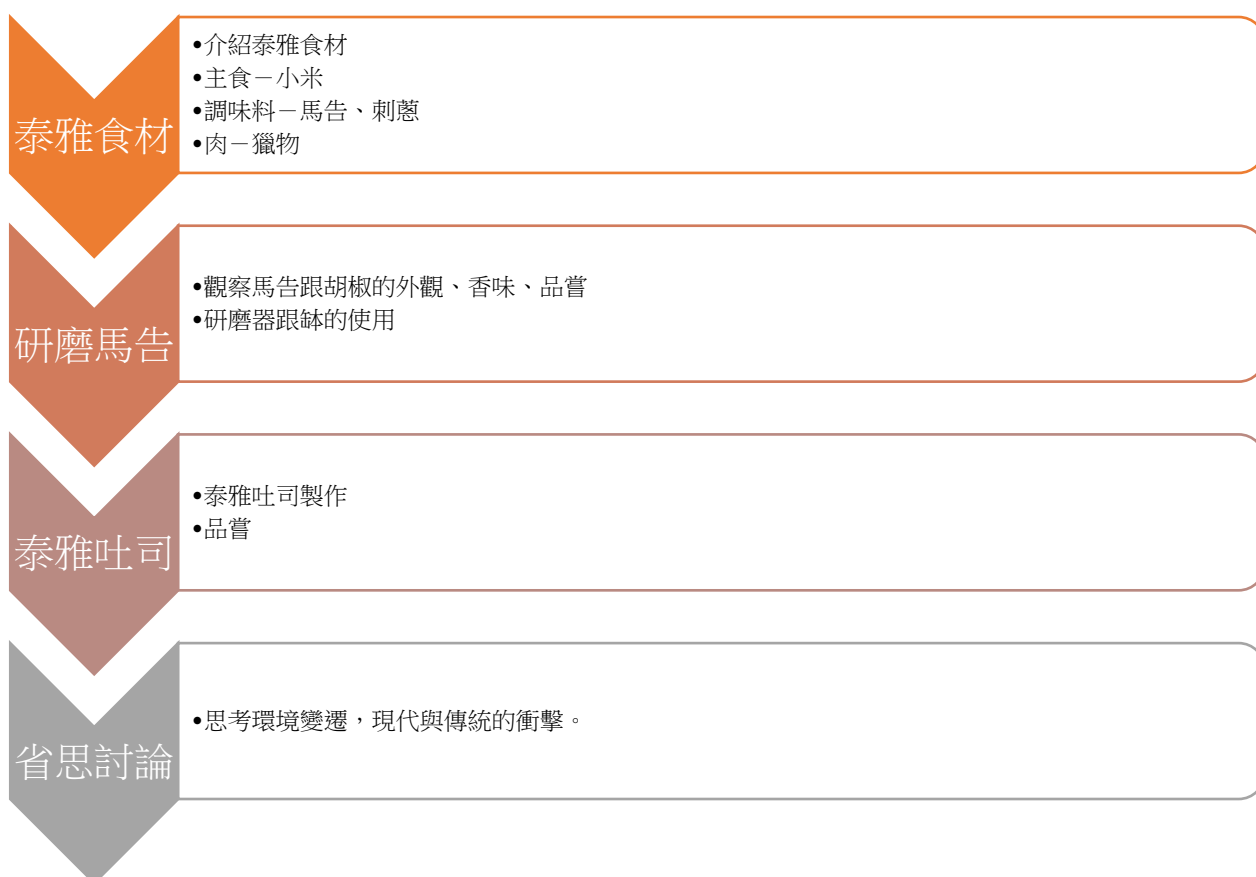 泰雅食材
•介紹泰雅食材
•主食－小米
•調味料－馬告、刺蔥
•肉－獵物
研磨馬告
•觀察馬告跟胡椒的外觀、香味、品嘗
•研磨器跟缽的使用
泰雅吐司
•泰雅吐司製作
•品嘗
省思討論
•思考環境變遷，現代與傳統的衝擊。